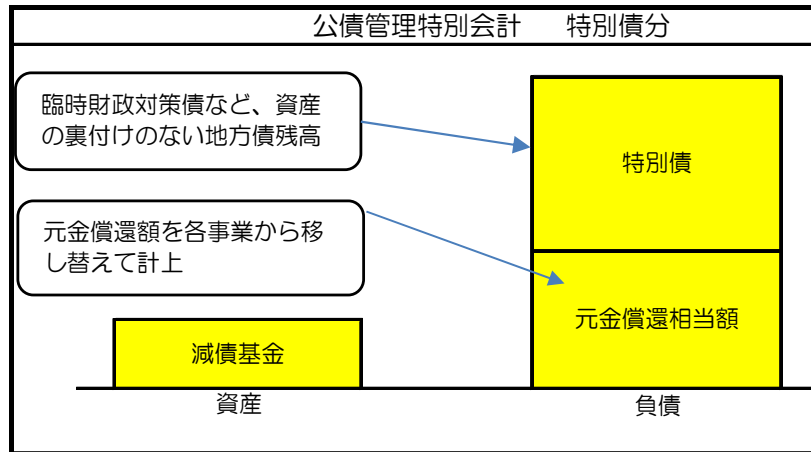 公債管理特別会計　　特別債分
臨時財政対策債など、資産
の裏付けのない地方債残高
特別債
元金償還額を各事業から移
し替えて計上
元金償還相当額
減債基金
資産
負債